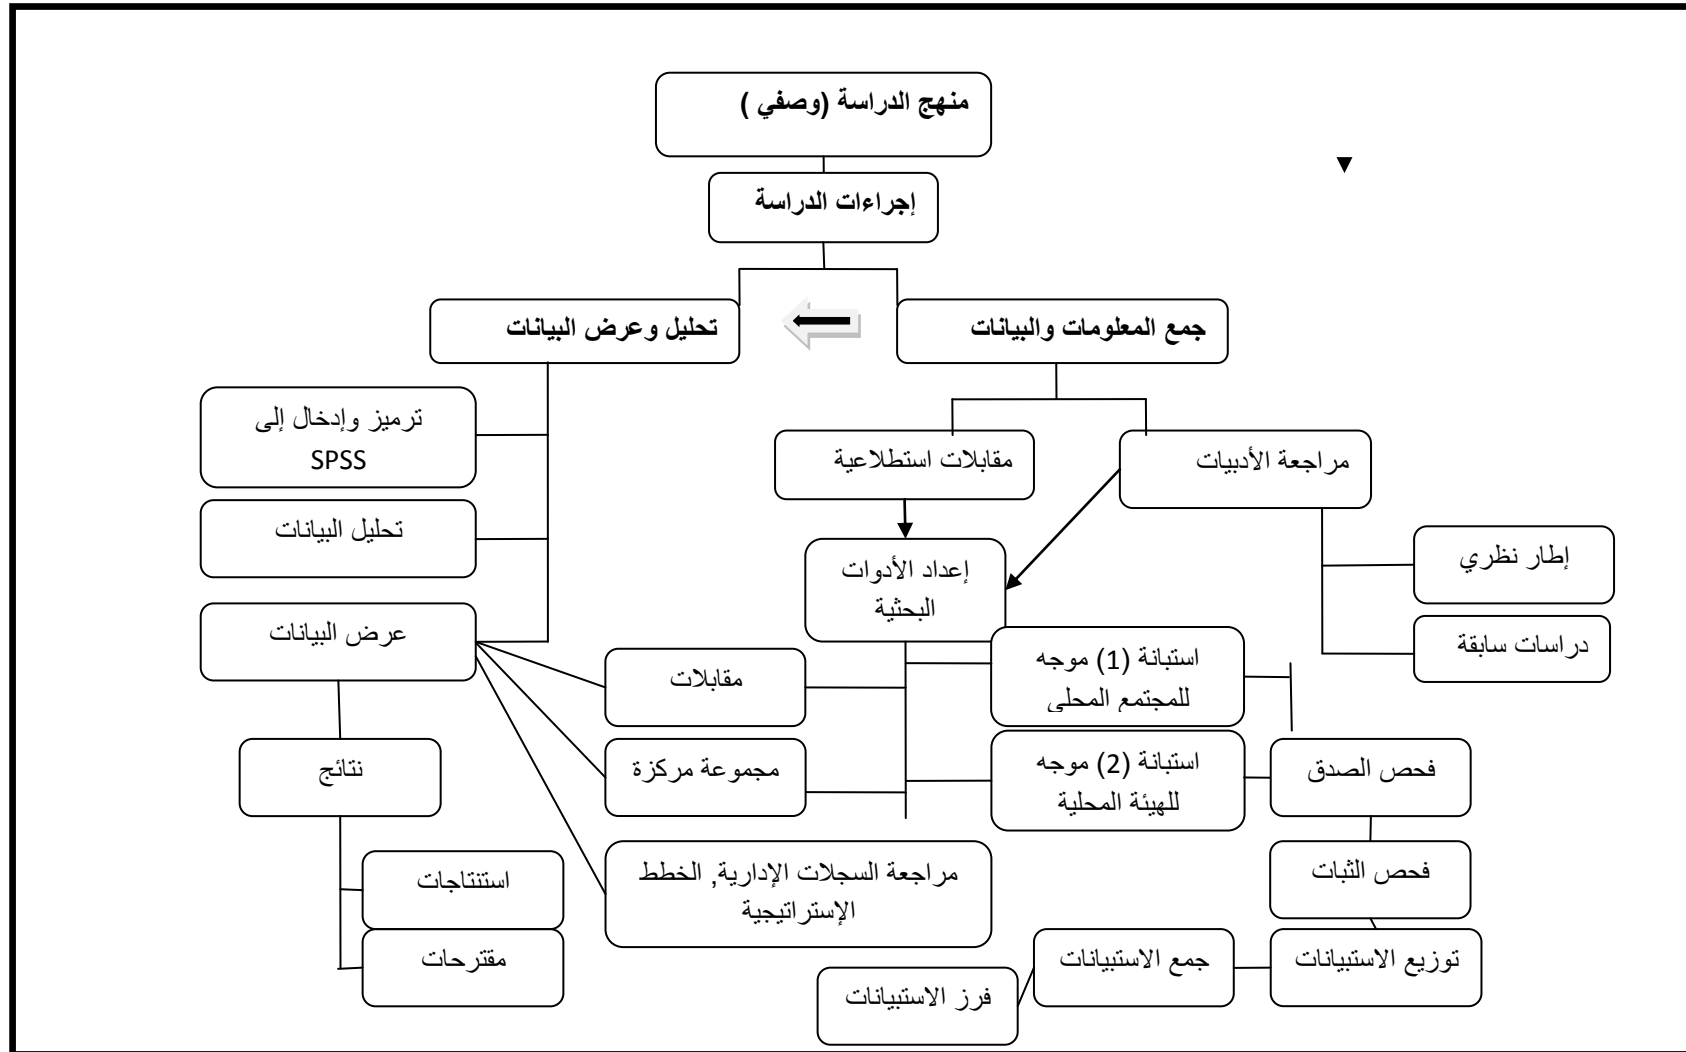 منهج الدراسة (وصفي )
إجراءات الدراسة
جمع المعلومات والبيانات
تحليل وعرض البيانات
ترميز وإدخال إلى
SPSS
مقابلات استطلاعية
مراجعة الأدبيات
تحليل البيانات
إعداد الأدوات
البحثية
إطار نظري
عرض البيانات
استبانة (1) موجه
للمجتمع المحلي
دراسات سابقة
مقابلات
نتائج
مجموعة مركزة
استبانة (2) موجه
للهيئة المحلية
فحص الصدق
استنتاجات
مراجعة السجلات الإدارية, الخطط
الإستراتيجية
فحص الثبات
مقترحات
فرز الاستبيانات
جمع الاستبيانات
توزيع الاستبيانات